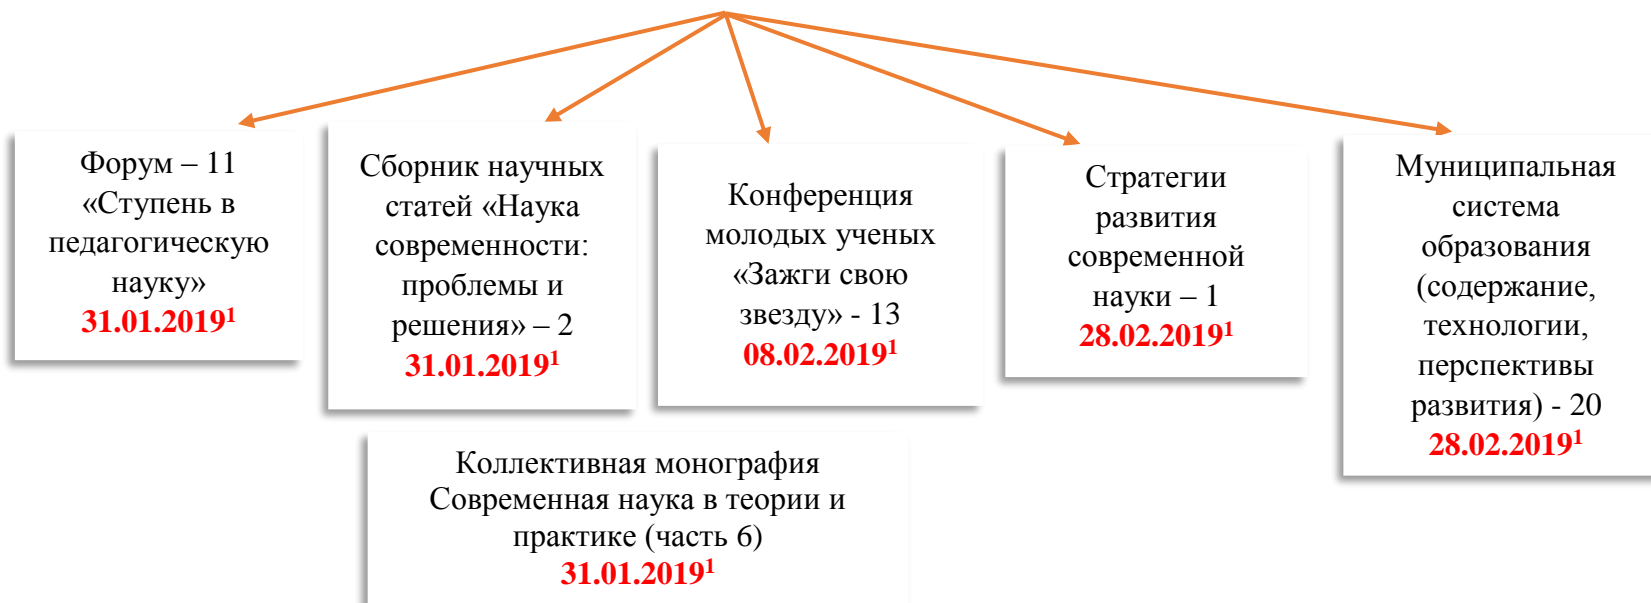 Форум – 11
«Ступень в
педагогическую
науку»
31.01.2019¹
Сборник научных
статей «Наука
современности:
проблемы и
решения» – 2
31.01.2019¹
Конференция
молодых ученых
«Зажги свою
звезду» - 13
08.02.2019¹
Стратегии
развития
современной
науки – 1
28.02.2019¹
Муниципальная
система
образования
(содержание,
технологии,
перспективы
развития) - 20
28.02.2019¹
Коллективная монография
Современная наука в теории и
практике (часть 6)
31.01.2019¹